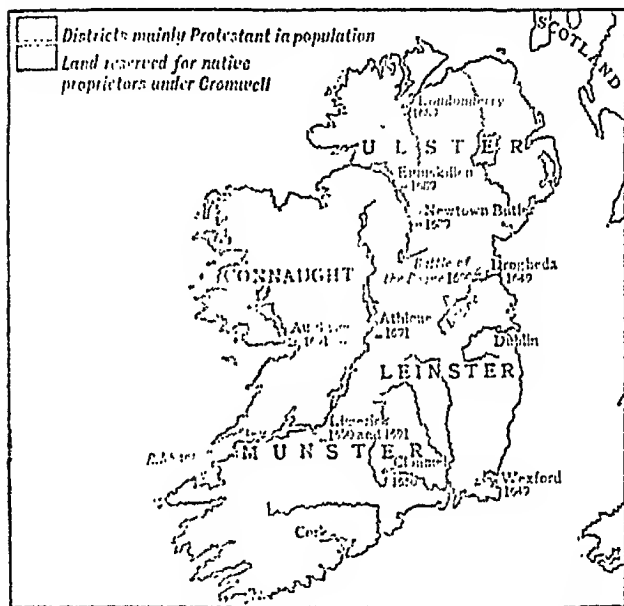 Districts mainly Protestant in population
Land reserved for native
proprietors under Cromwell
SCOTLAND
Londonderry
ULSTER
Enniskillen
1689
Newtown Butler
Battle of
the Boyne
Drogheda
1649
CONNAUGHT
Athlone
1691
Dublin
LEINSTER
Limerick
1690 and 1691
MUNSTER
Clonmel
Wexford
1649
Cork